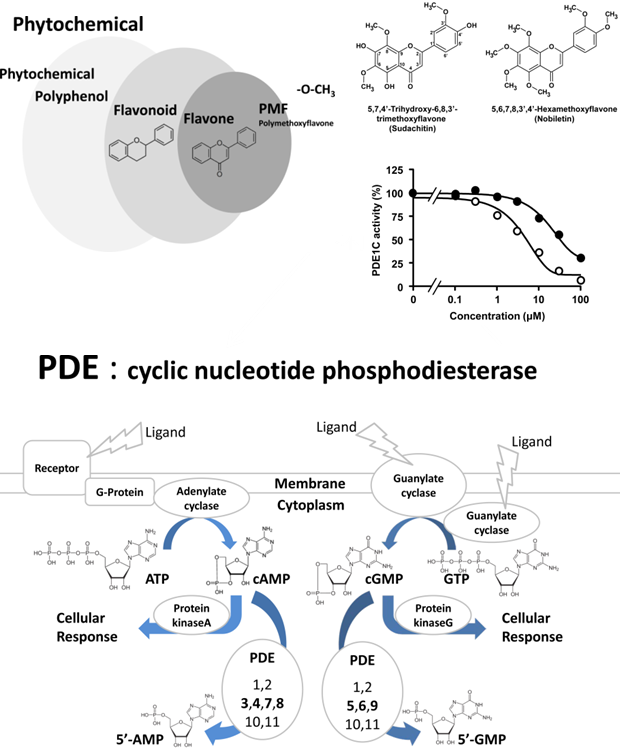 Phytochemical
Phytochemical
Polyphenol
Flavonoid
Flavone
PMF
Polymethoxyflavone
-O-CH₃
5,7,4'-Trihydroxy-6,8,3'-
trimethoxyflavone
(Sudachitin)
5,6,7,8,3',4'-Hexamethoxyflavone
(Nobiletin)
PDE1C activity (%)
125
100
75
50
25
0
0
0.1
1
10
100
Concentration (μM)
PDE : cyclic nucleotide phosphodiesterase
Ligand
Ligand
Ligand
Receptor
G-Protein
Adenylate
cyclase
Membrane
Cytoplasm
Guanylate
cyclase
Guanylate
cyclase
ATP
cAMP
cGMP
GTP
Cellular
Response
Protein
kinaseA
Protein
kinaseG
Cellular
Response
PDE
1,2
3,4,7,8
10,11
PDE
1,2
5,6,9
10,11
5’-AMP
5’-GMP